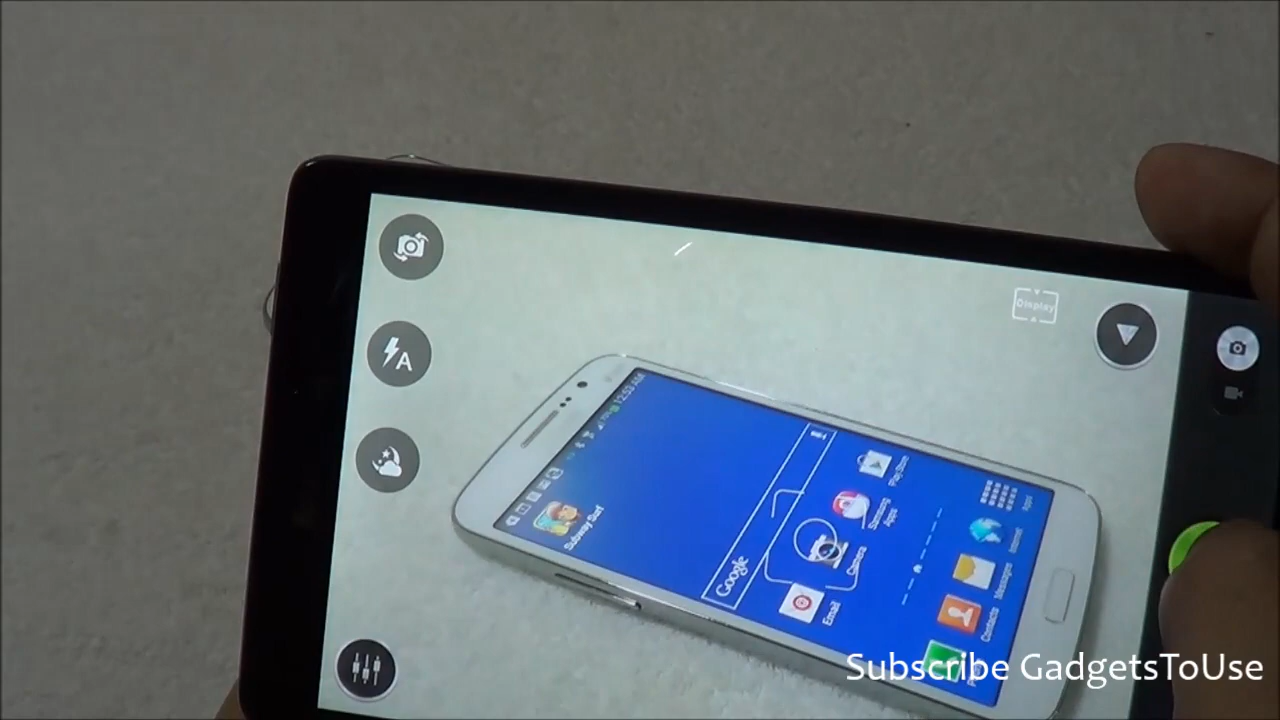 Display
A
12:53 AM
Subway Surf
Google
Play Store
Samsung
Apps
Camera
Email
Apps
Internet
Messages
Contacts
Subscribe GadgetsToUse